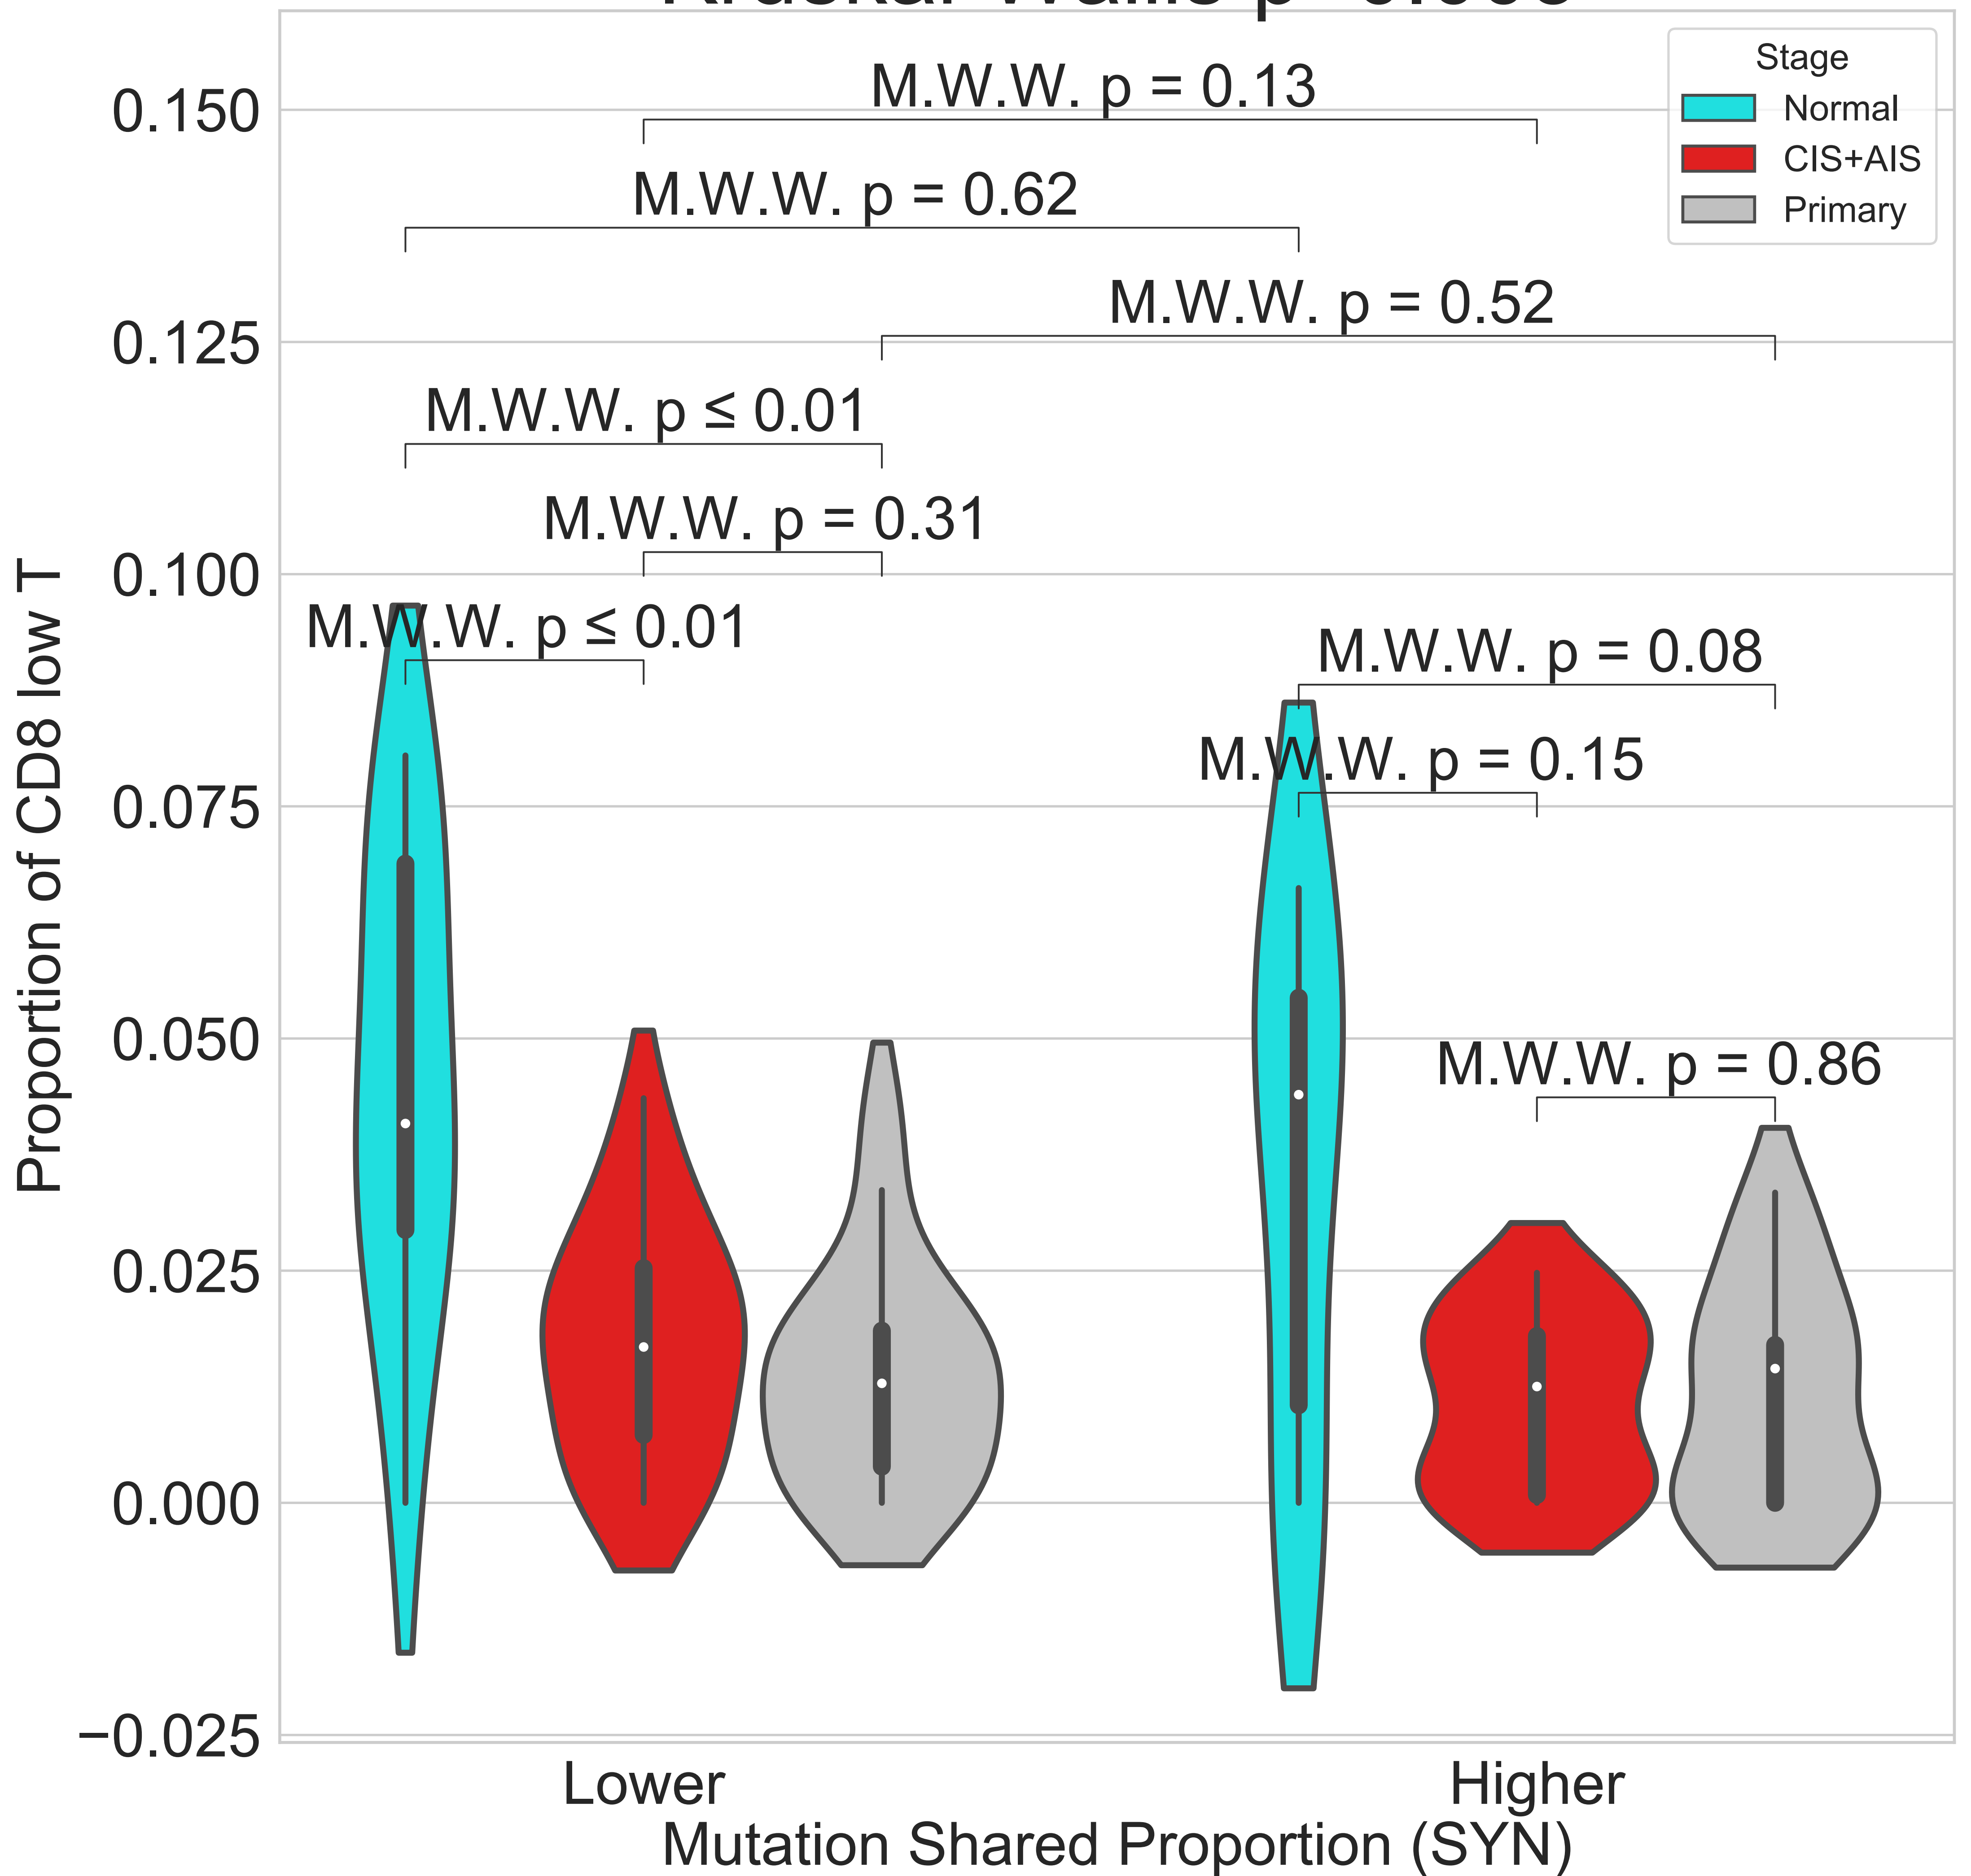 Stage
Normal
CIS+AIS
Primary
M.W.W. p = 0.13
M.W.W. p = 0.62
M.W.W. p = 0.52
M.W.W. p ≤ 0.01
M.W.W. p = 0.31
M.W.W. p ≤ 0.01
M.W.W. p = 0.08
M.W.W. p = 0.15
M.W.W. p = 0.86
0.150
0.125
0.100
0.075
0.050
0.025
0.000
−0.025
Proportion of CD8 low T
Lower
Higher
Mutation Shared Proportion (SYN)